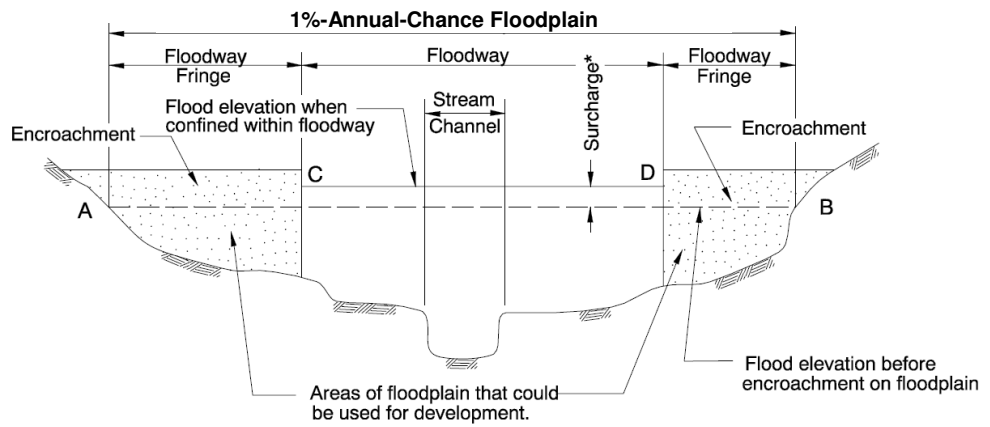 1%-Annual-Chance Floodplain
Floodway
Fringe
Floodway
Floodway
Fringe
Surcharge*
Flood elevation when
confined within floodway
Stream
Channel
Encroachment
Encroachment
C
D
A
B
Flood elevation before
encroachment on floodplain
Areas of floodplain that could
be used for development.